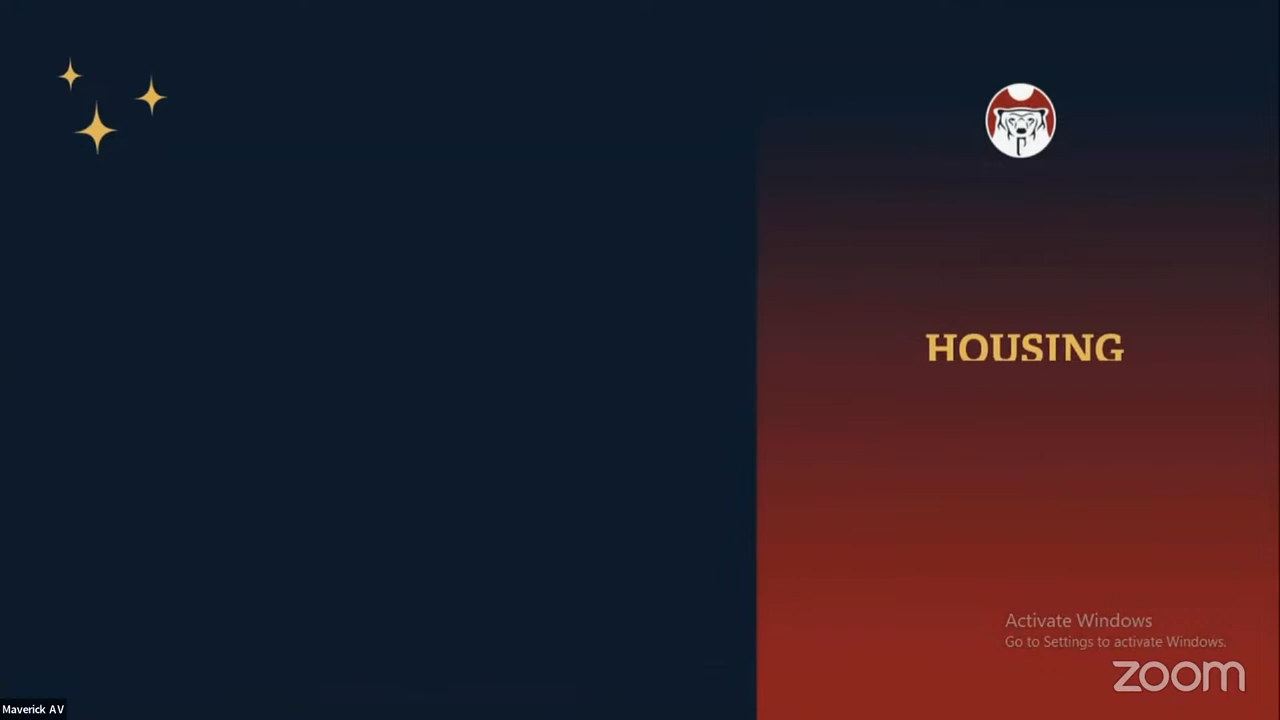 HOUSING
Activate Windows
Go to Settings to activate Windows.
zoom
Maverick AV